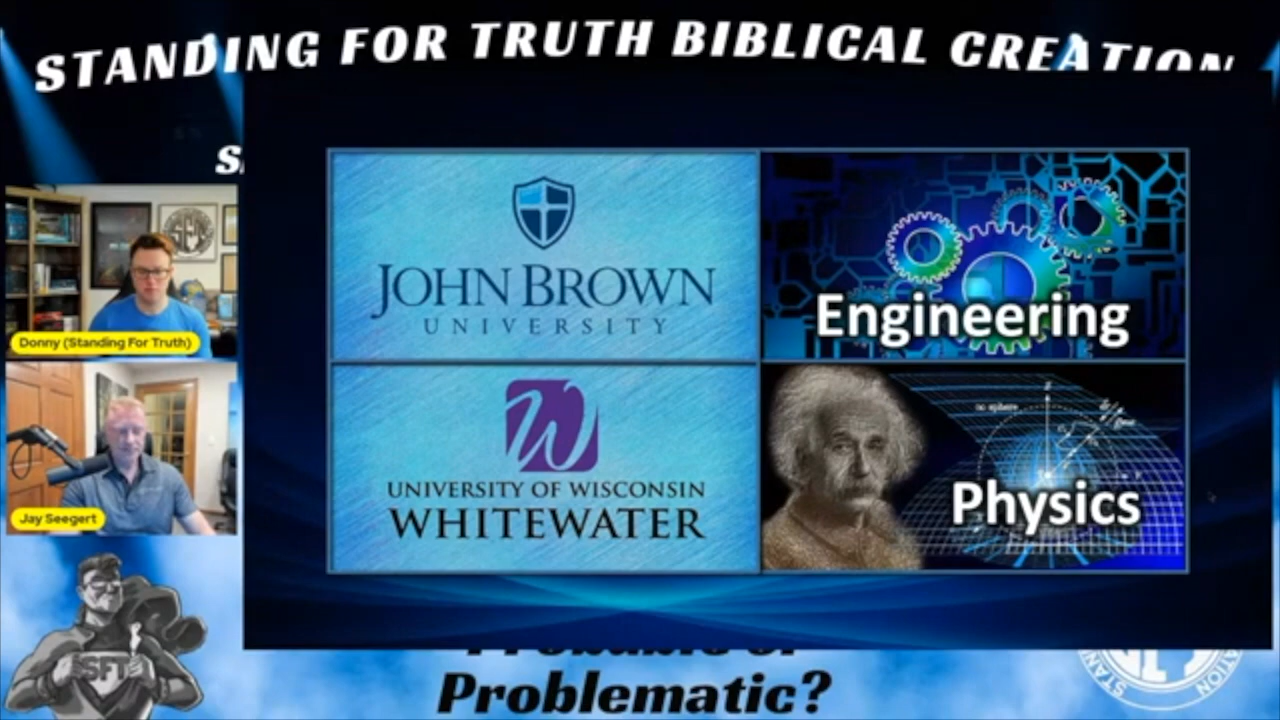 STANDING FOR TRUTH BIBLICAL CREATION
Donny (Standing For Truth)
Jay Seegert
JOHN BROWN
UNIVERSITY
Engineering
W
UNIVERSITY OF WISCONSIN
WHITEWATER
Physics
SFT
Problematic?